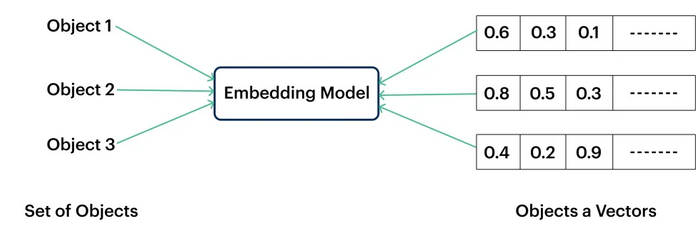 Object 1
Object 2
Object 3
Embedding Model
0.6 0.3 0.1 -------
0.8 0.5 0.3 -------
0.4 0.2 0.9 -------
Set of Objects
Objects a Vectors